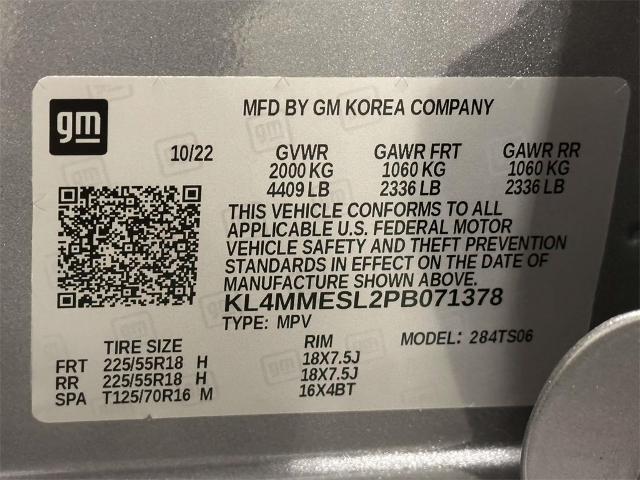 gm
MFD BY GM KOREA COMPANY
10/22 GVWR GAWR FRT GAWR RR
2000 KG 1060 KG 1060 KG
4409 LB 2336 LB 2336 LB
THIS VEHICLE CONFORMS TO ALL
APPLICABLE U.S. FEDERAL MOTOR
VEHICLE SAFETY AND THEFT PREVENTION
STANDARDS IN EFFECT ON THE DATE OF
MANUFACTURE SHOWN ABOVE.
KL4MMESL2PB071378
TYPE: MPV MODEL: 284TS06
TIRE SIZE RIM
FRT 225/55R18 H 18X7.5J
RR 225/55R18 H 18X7.5J
SPA T125/70R16 M 16X4BT